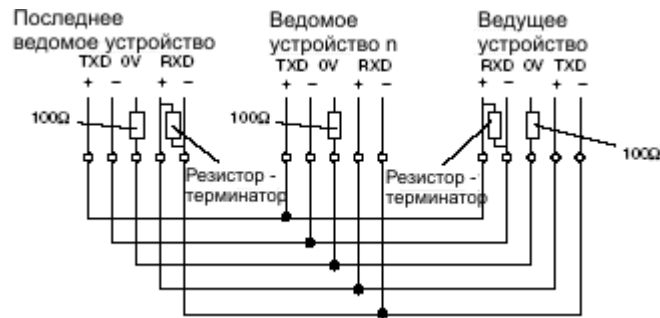 Последнее
ведомое устройство
TXD 0V RXD
+ − + −
100Ω
Резистор -
терминатор
Ведомое
устройство n
TXD 0V RXD
+ − + −
100Ω
Ведущее
устройство
RXD 0V TXD
+ − + −
Резистор -
терминатор
100Ω